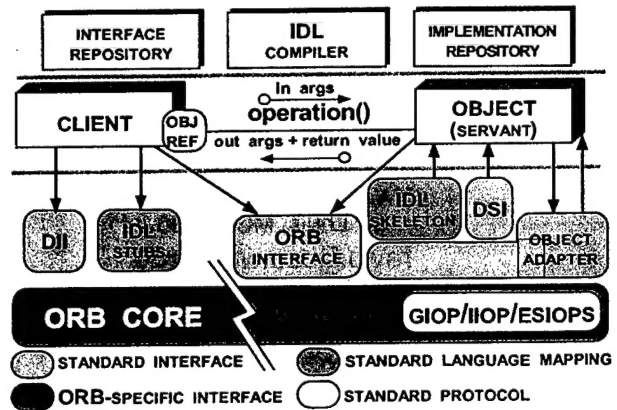 INTERFACE
REPOSITORY
IDL
COMPILER
IMPLEMENTATION
REPOSITORY
in args
operation()
out args + return value
CLIENT
OBJ
REF
OBJECT
(SERVANT)
DII
IDL
STUBS
ORB
INTERFACE
IDL
SKELETON
DSI
OBJECT
ADAPTER
ORB CORE
GIOP/IIOP/ESIOPS
STANDARD INTERFACE
STANDARD LANGUAGE MAPPING
ORB-SPECIFIC INTERFACE
STANDARD PROTOCOL